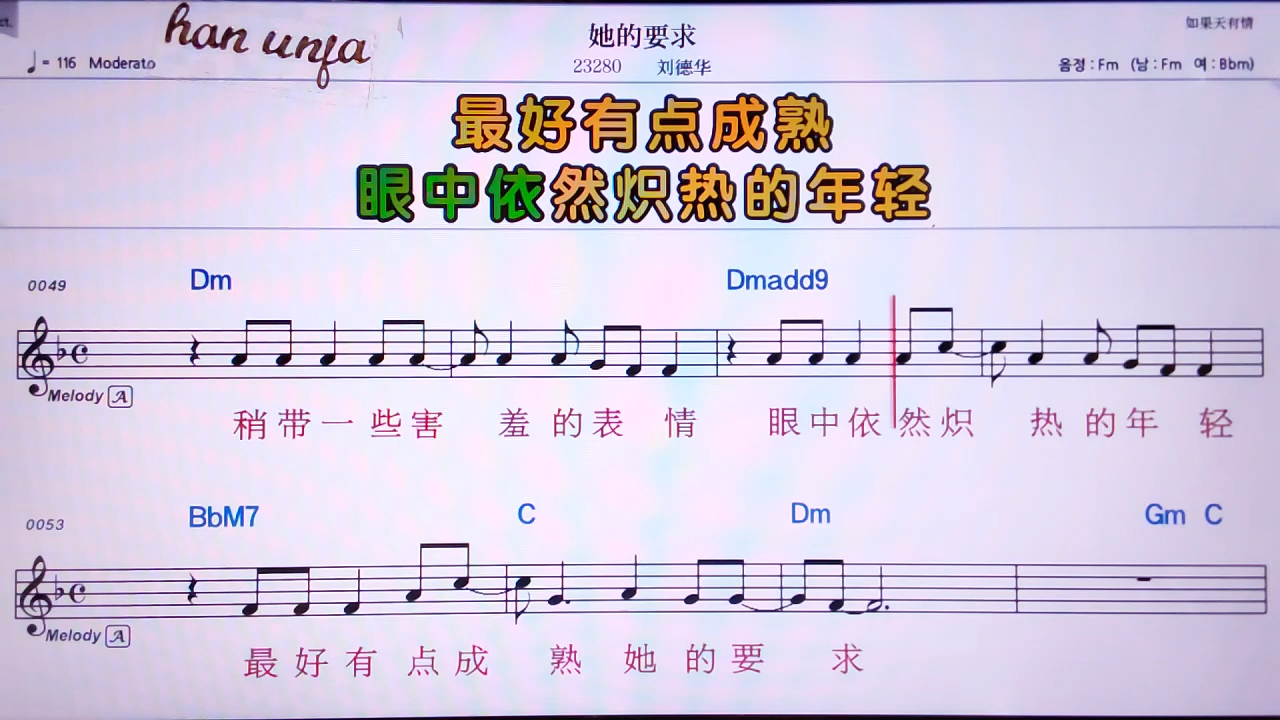 ct.
han unja
她的要求
如果天有情
♩= 116 Moderato
23280 刘德华
음정 : Fm (남 : Fm 여 : Bbm)
最好有点成熟
眼中依然炽热的年轻
0049
Dm Dmadd9
Melody A
稍带一些害羞的表情 眼中依然炽热的年轻
0053
BbM7 C Dm Gm C
Melody A
最好有点成熟她的要求